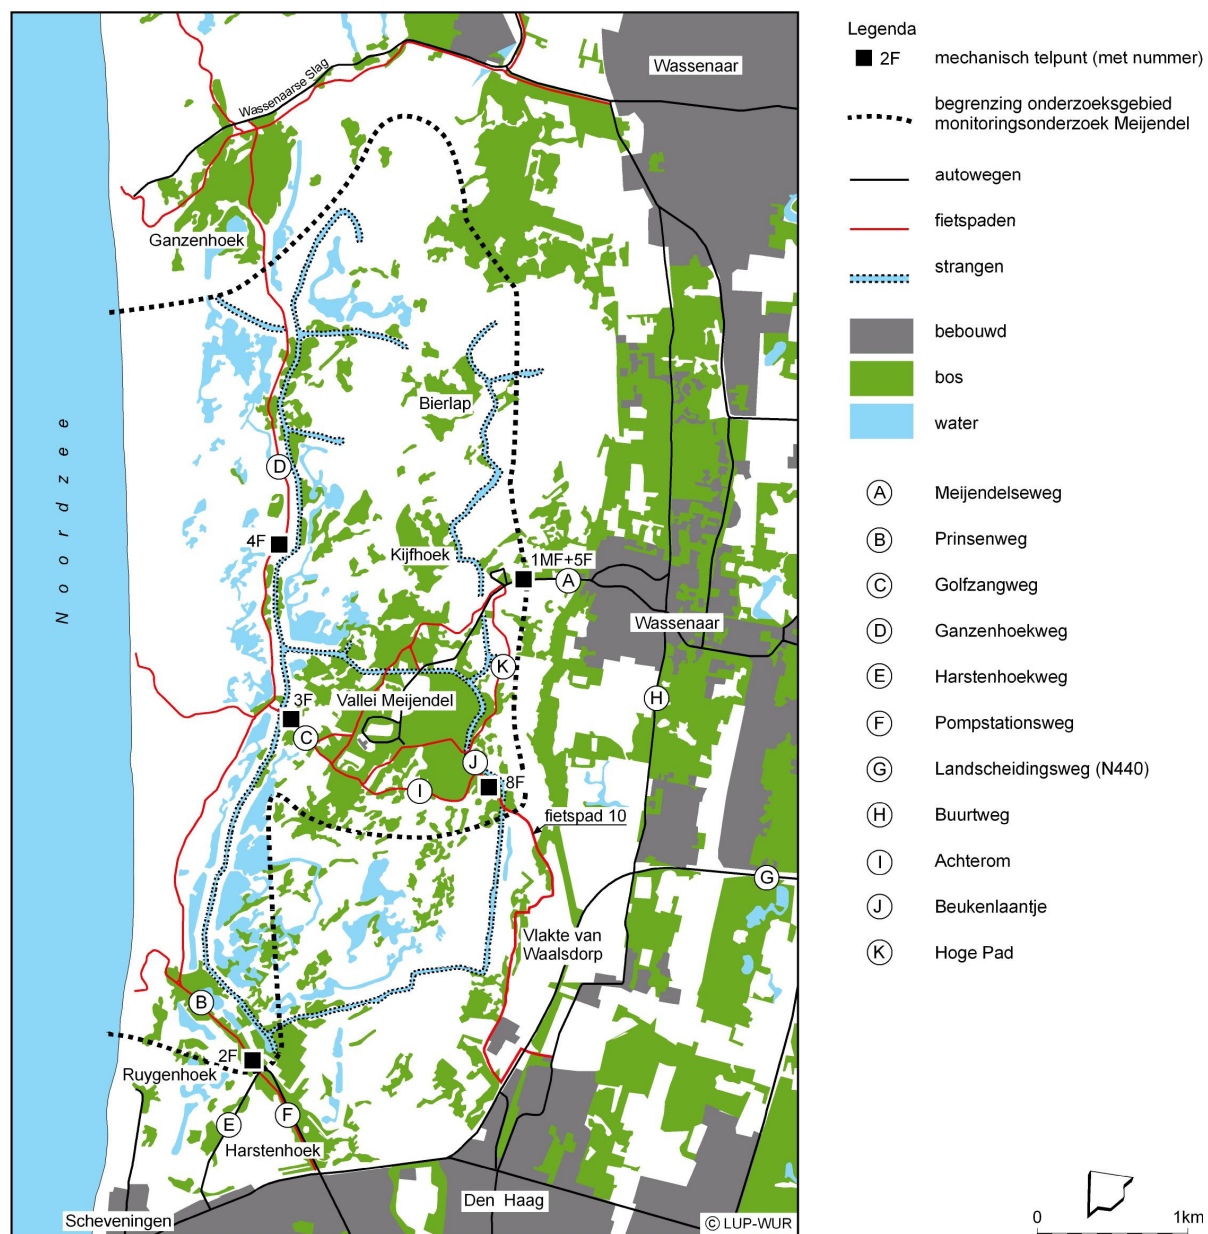 Wassenaar
Wassenaarse Slag
Ganzenhoek
Noordzee
Bierlap
D
4F
Kijfhoek
1MF+5F
A
Wassenaar
K
H
3F
Vallei Meijendel
C
J
8F
I
fietspad 10
G
Vlakte van
Waalsdorp
B
2F
Ruygenhoek
F
E
Harstenhoek
Den Haag
Scheveningen
© LUP-WUR
Legenda
2F mechanisch telpunt (met nummer)
begrenzing onderzoeksgebied
monitoringsonderzoek Meijendel
autowegen
fietspaden
strangen
bebouwd
bos
water
A Meijendelseweg
B Prinsenweg
C Golfzangweg
D Ganzenhoekweg
E Harstenhoekweg
F Pompstationsweg
G Landscheidingsweg (N440)
H Buurtweg
I Achterom
J Beukenlaantje
K Hoge Pad
0 1km